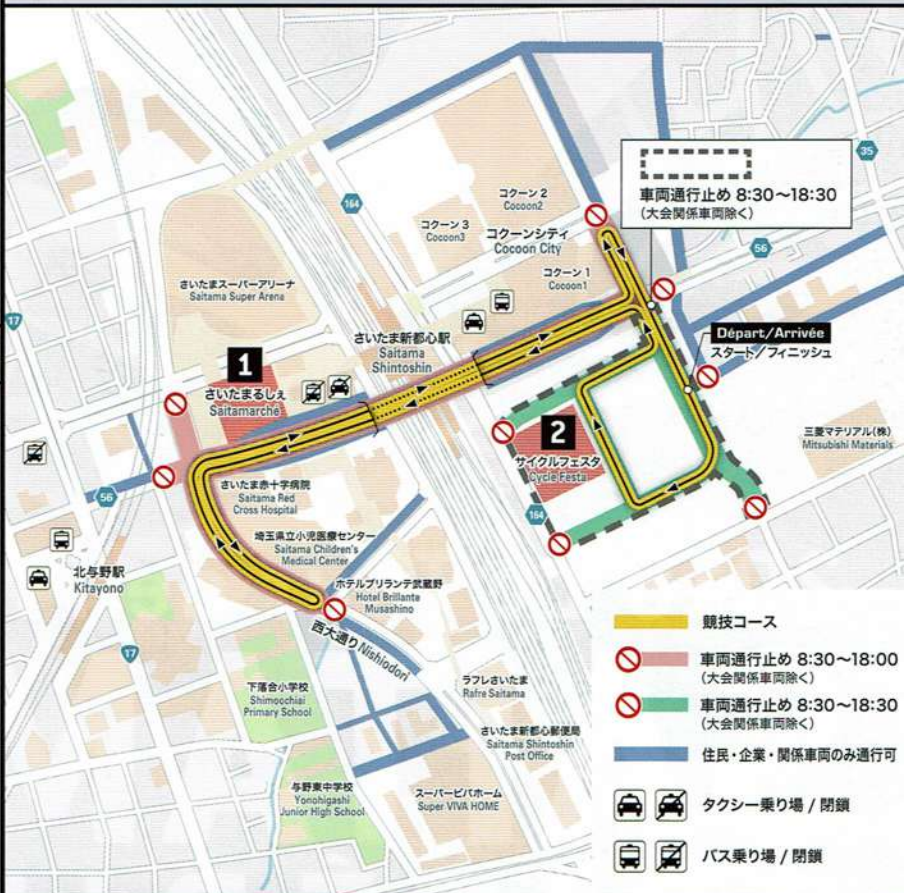 164
35
車両通行止め 8:30〜18:30
(大会関係車両除く)
コクーン 2
Cocoon2
コクーン 3
Cocoon3
コクーンシティ
Cocoon City
56
コクーン 1
Cocoon1
さいたまスーパーアリーナ
Saitama Super Arena
17
さいたま新都心駅
Saitama
Shintoshin
Départ/Arrivée
スタート/フィニッシュ
1
さいたまるしぇ
Saitamarché
2
サイクルフェスタ
Cycle Festa
三菱マテリアル(株)
Mitsubishi Materials
56
さいたま赤十字病院
Saitama Red
Cross Hospital
164
埼玉県立小児医療センター
Saitama Children's
Medical Center
北与野駅
Kitayono
ホテルブリランテ武蔵野
Hotel Brillante
Musashino
17
西大通り Nishiodori
下落合小学校
Shimoochiai
Primary School
ラフレさいたま
Rafre Saitama
さいたま新都心郵便局
Saitama Shintoshin
Post Office
与野東中学校
Yonohigashi
Junior High School
スーパービバホーム
Super VIVA HOME
競技コース
車両通行止め 8:30〜18:00
(大会関係車両除く)
車両通行止め 8:30〜18:30
(大会関係車両除く)
住民・企業・関係車両のみ通行可
タクシー乗り場 / 閉鎖
バス乗り場 / 閉鎖